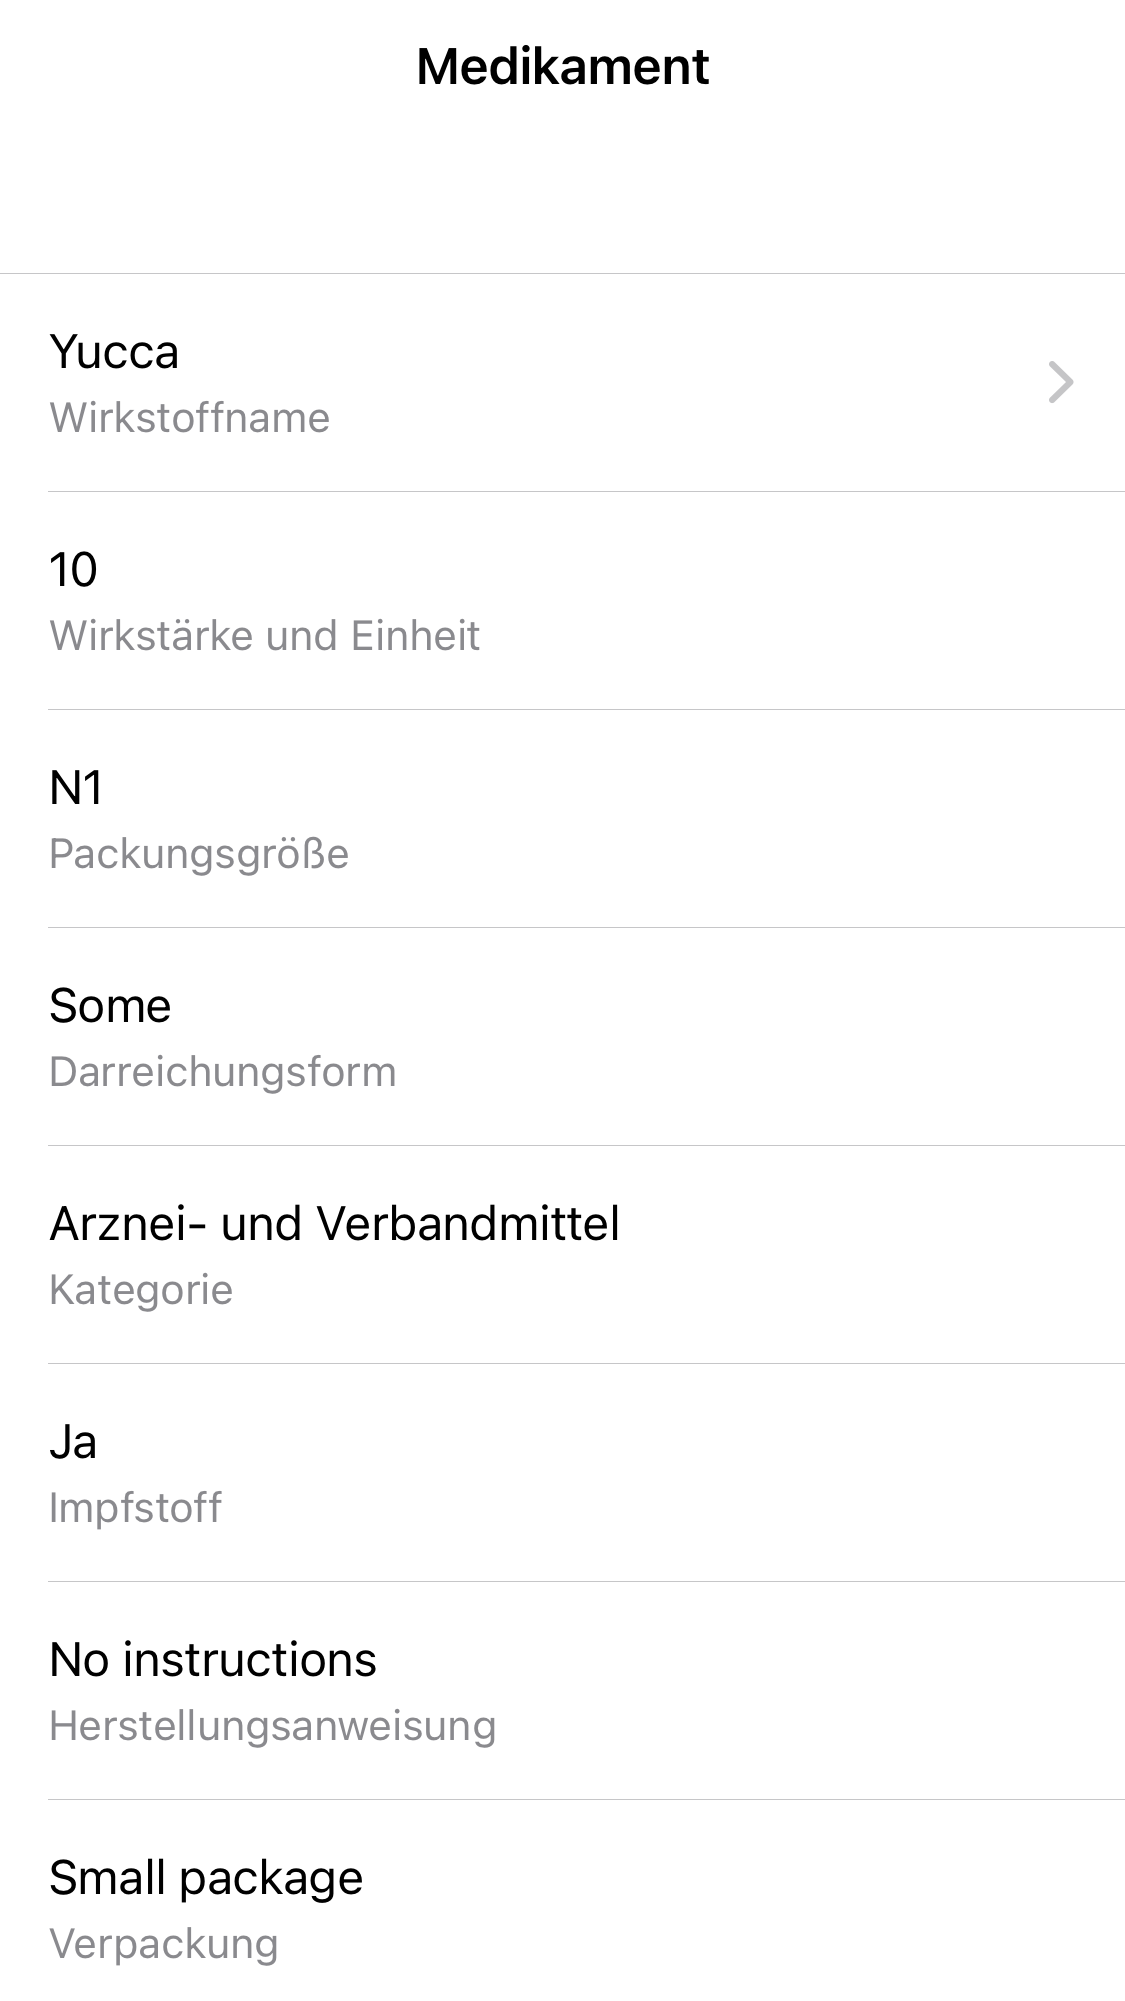 Medikament
Yucca
Wirkstoffname
10
Wirkstärke und Einheit
N1
Packungsgröße
Some
Darreichungsform
Arznei- und Verbandmittel
Kategorie
Ja
Impfstoff
No instructions
Herstellungsanweisung
Small package
Verpackung